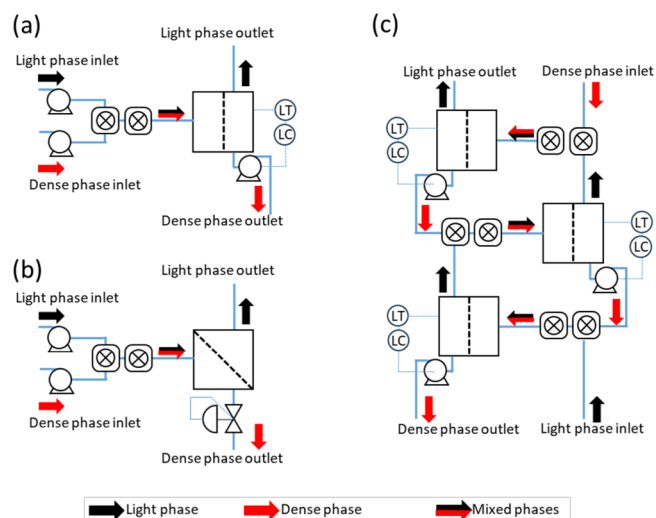 (a)
Light phase outlet
Light phase inlet
LT
LC
Dense phase inlet
Dense phase outlet
(b)
Light phase outlet
Light phase inlet
Dense phase inlet
Dense phase outlet
(c)
Light phase outlet
Dense phase inlet
LT
LC
LT
LC
LT
LC
Dense phase outlet
Light phase inlet
Light phase
Dense phase
Mixed phases